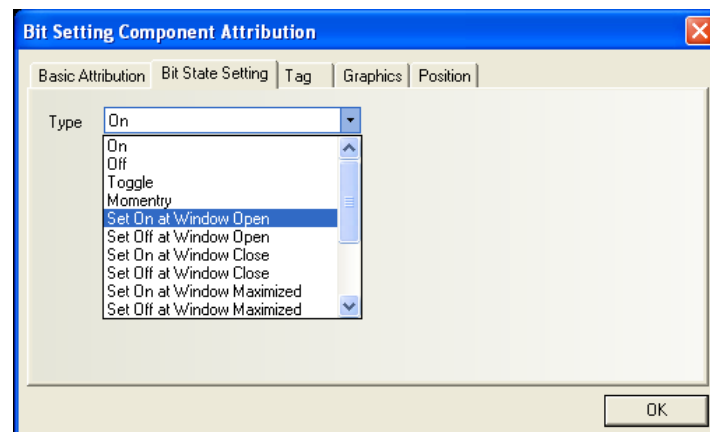 Bit Setting Component Attribution
Basic Attribution Bit State Setting Tag Graphics Position
Type On
On
Off
Toggle
Momentry
Set On at Window Open
Set Off at Window Open
Set On at Window Close
Set Off at Window Close
Set On at Window Maximized
Set Off at Window Maximized
OK